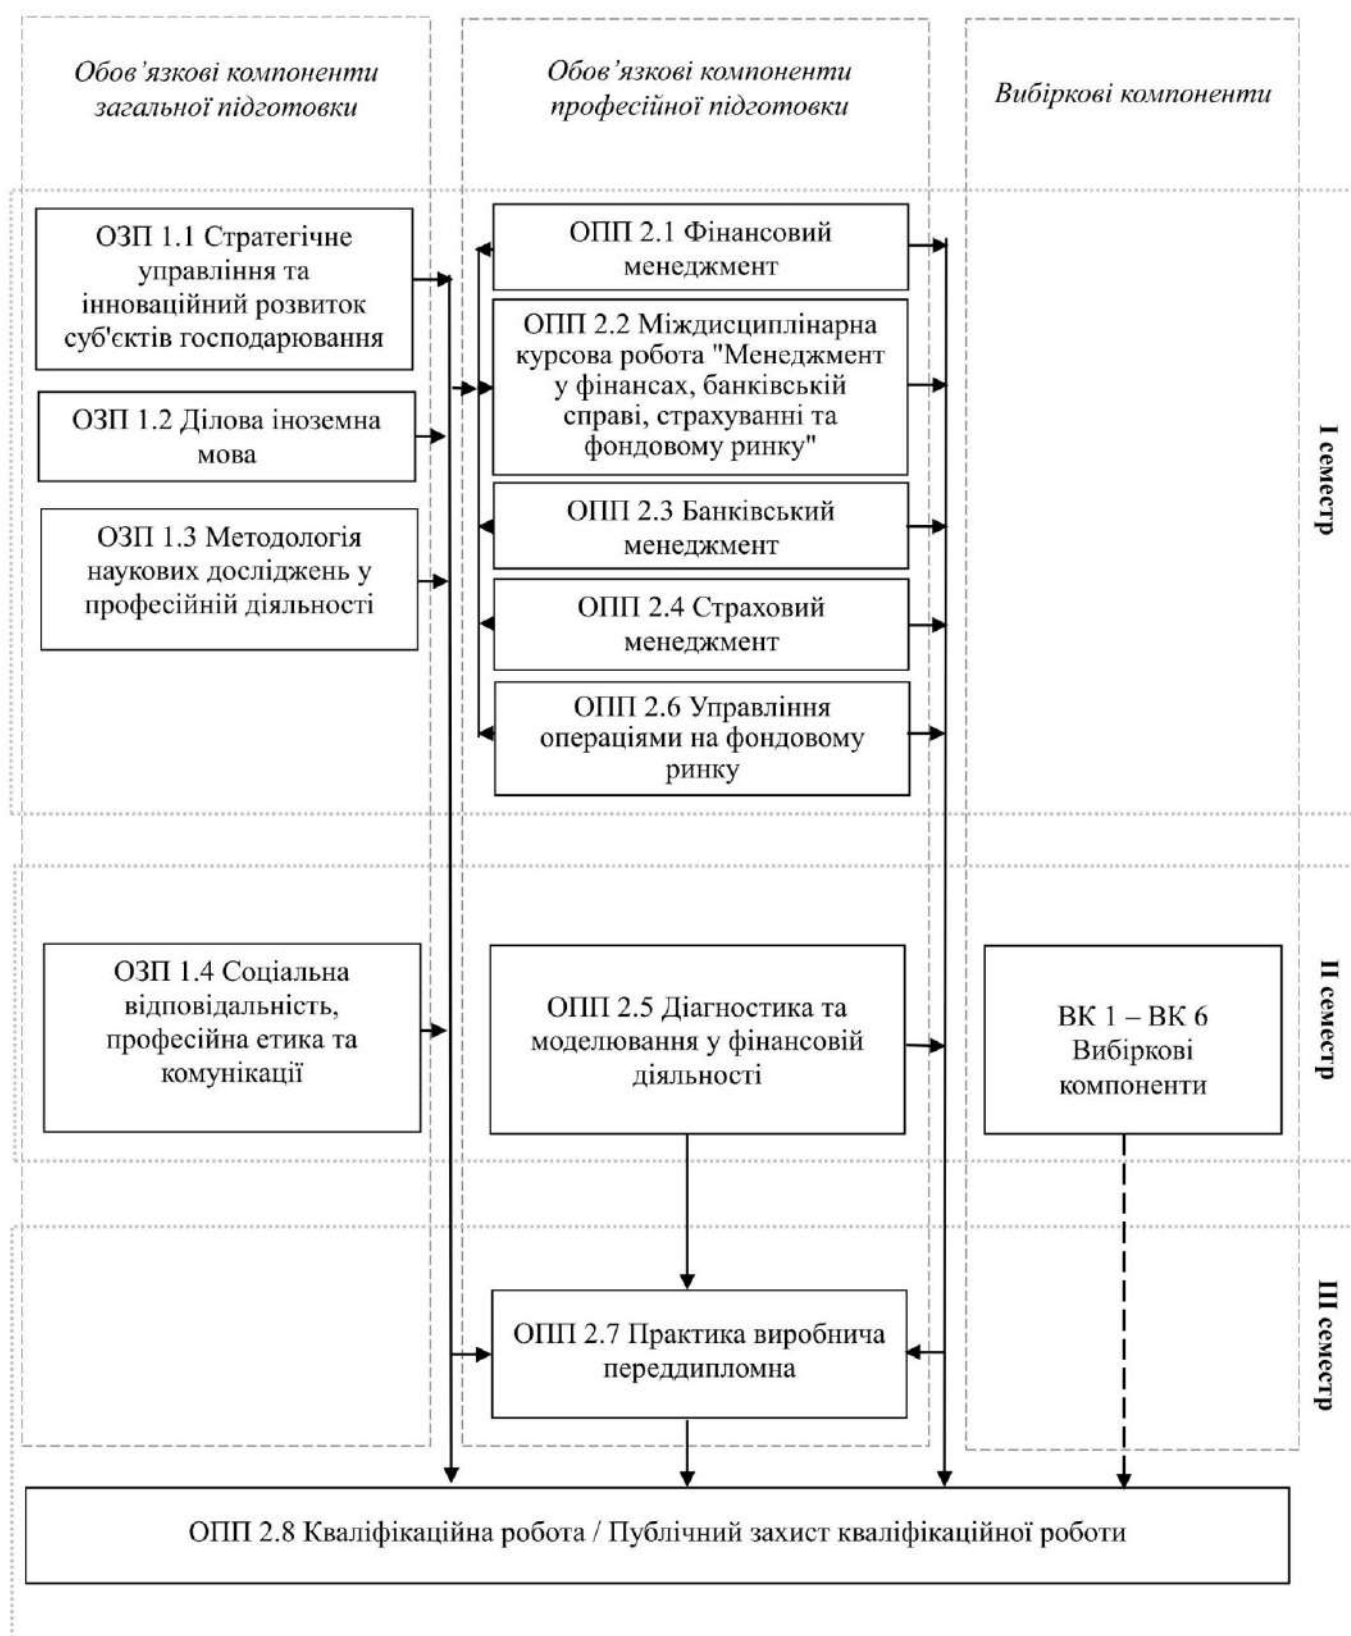 Обов’язкові компоненти
загальної підготовки
Обов’язкові компоненти
професійної підготовки
Вибіркові компоненти
ОЗП 1.1 Стратегічне
управління та
інноваційний розвиток
суб'єктів господарювання
ОЗП 1.2 Ділова іноземна
мова
ОЗП 1.3 Методологія
наукових досліджень у
професійній діяльності
ОПП 2.1 Фінансовий
менеджмент
ОПП 2.2 Міждисциплінарна
курсова робота "Менеджмент
у фінансах, банківській
справі, страхуванні та
фондовому ринку"
ОПП 2.3 Банківський
менеджмент
ОПП 2.4 Страховий
менеджмент
ОПП 2.6 Управління
операціями на фондовому
ринку
І семестр
ОЗП 1.4 Соціальна
відповідальність,
професійна етика та
комунікації
ОПП 2.5 Діагностика та
моделювання у фінансовій
діяльності
ВК 1 – ВК 6
Вибіркові
компоненти
ІІ семестр
ОПП 2.7 Практика виробнича
переддипломна
ІІІ семестр
ОПП 2.8 Кваліфікаційна робота / Публічний захист кваліфікаційної роботи